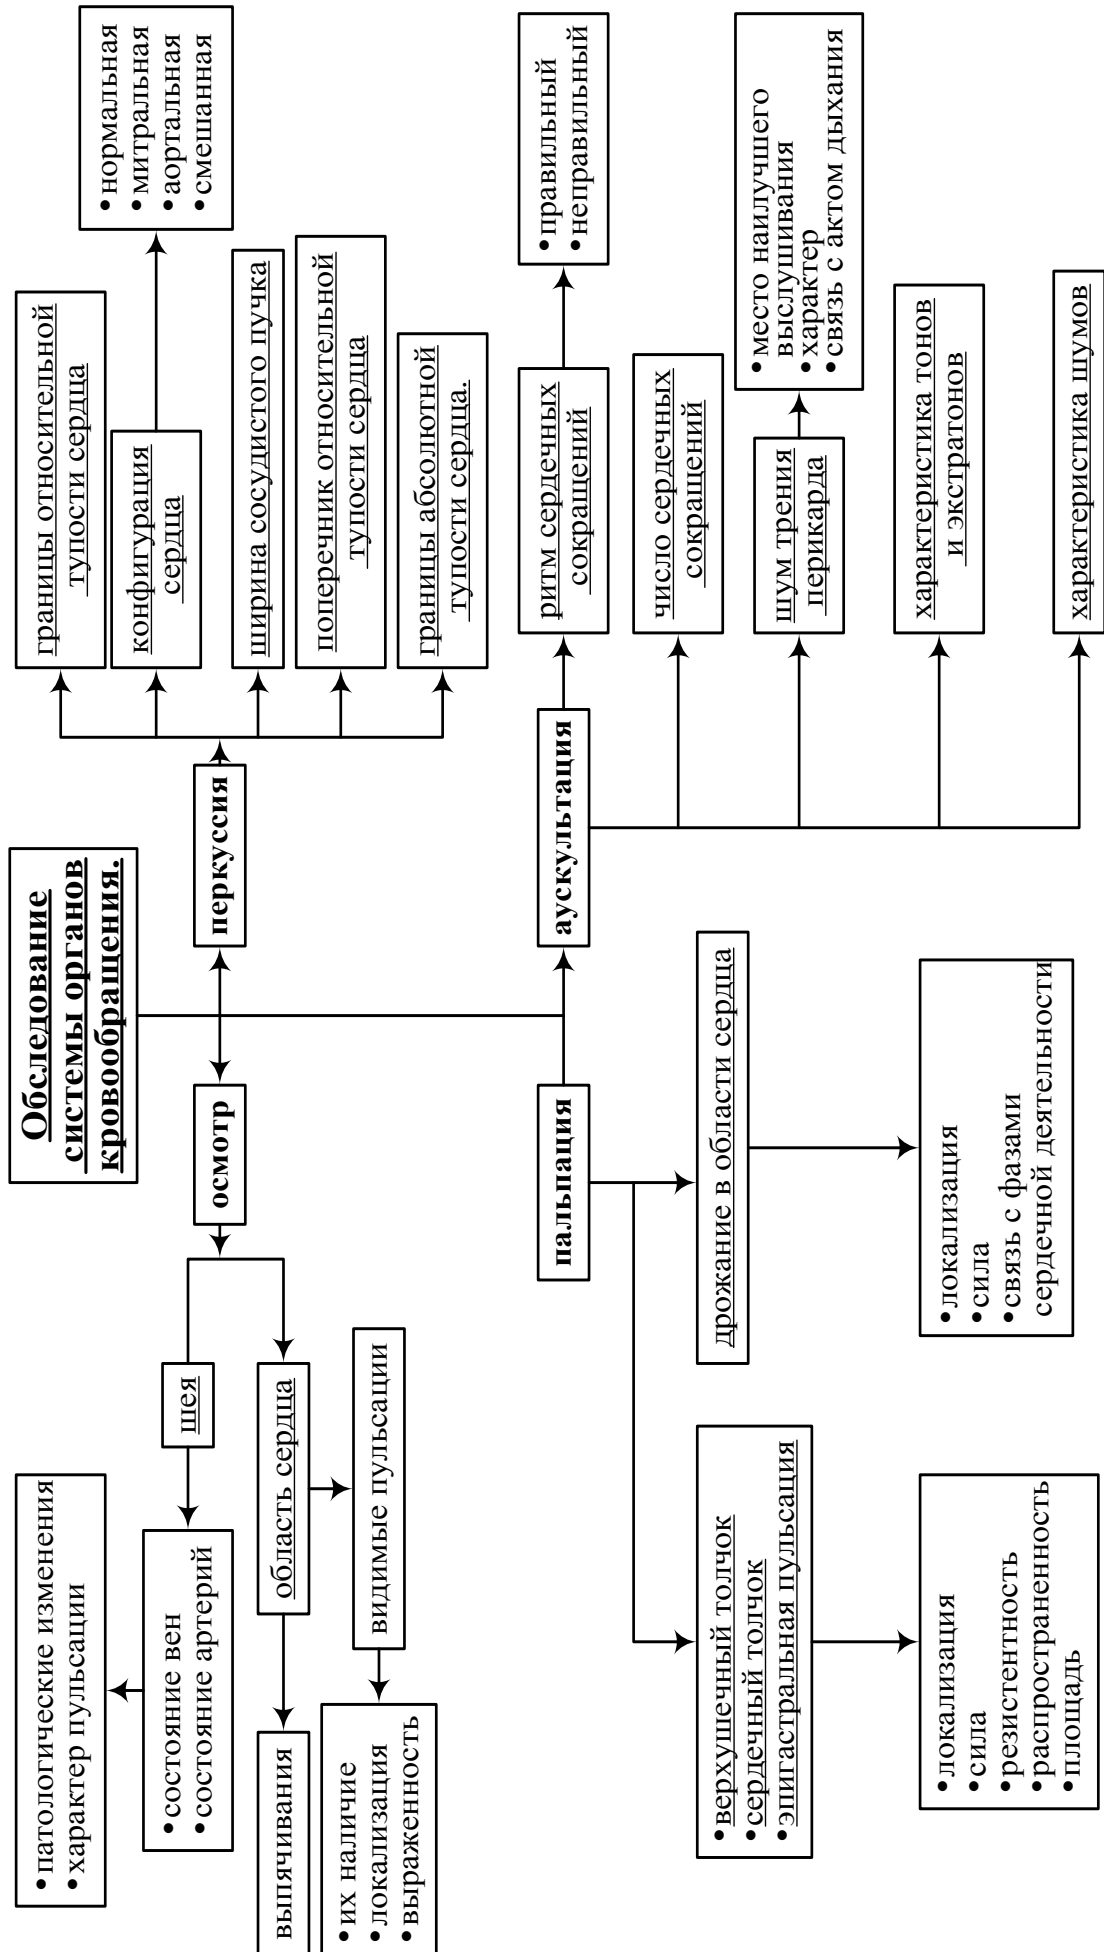 Обследование
системы органов
кровообращения.
осмотр
шея
• состояние вен
• состояние артерий
• патологические изменения
• характер пульсации
область сердца
выпячивания
видимые пульсации
• их наличие
• локализация
• выраженность
перкуссия
границы относительной
тупости сердца
конфигурация
сердца
• нормальная
• митральная
• аортальная
• смешанная
ширина сосудистого пучка
поперечник относительной
тупости сердца
границы абсолютной
тупости сердца.
пальпация
• верхушечный толчок
• сердечный толчок
• эпигастральная пульсация
• локализация
• сила
• резистентность
• распространенность
• площадь
дрожание в области сердца
• локализация
• сила
• связь с фазами
сердечной деятельности
аускультация
ритм сердечных
сокращений
• правильный
• неправильный
число сердечных
сокращений
шум трения
перикарда
• место наилучшего
выслушивания
• характер
• связь с актом дыхания
характеристика тонов
и экстратонов
характеристика шумов